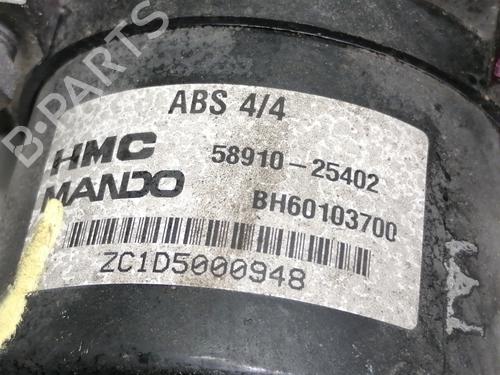 B-PARTS
ABS 4/4
HMC 58910-25402
MANDO BH60103700
ZC1D5000948